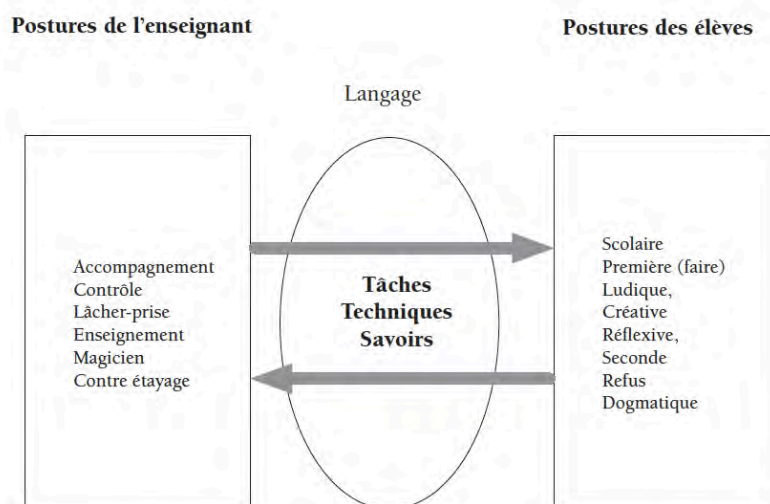 Postures de l'enseignant
Postures des élèves
Langage
Accompagnement
Contrôle
Lâcher-prise
Enseignement
Magicien
Contre étayage
Tâches
Techniques
Savoirs
Scolaire
Première (faire)
Ludique,
Créative
Réflexive,
Seconde
Refus
Dogmatique